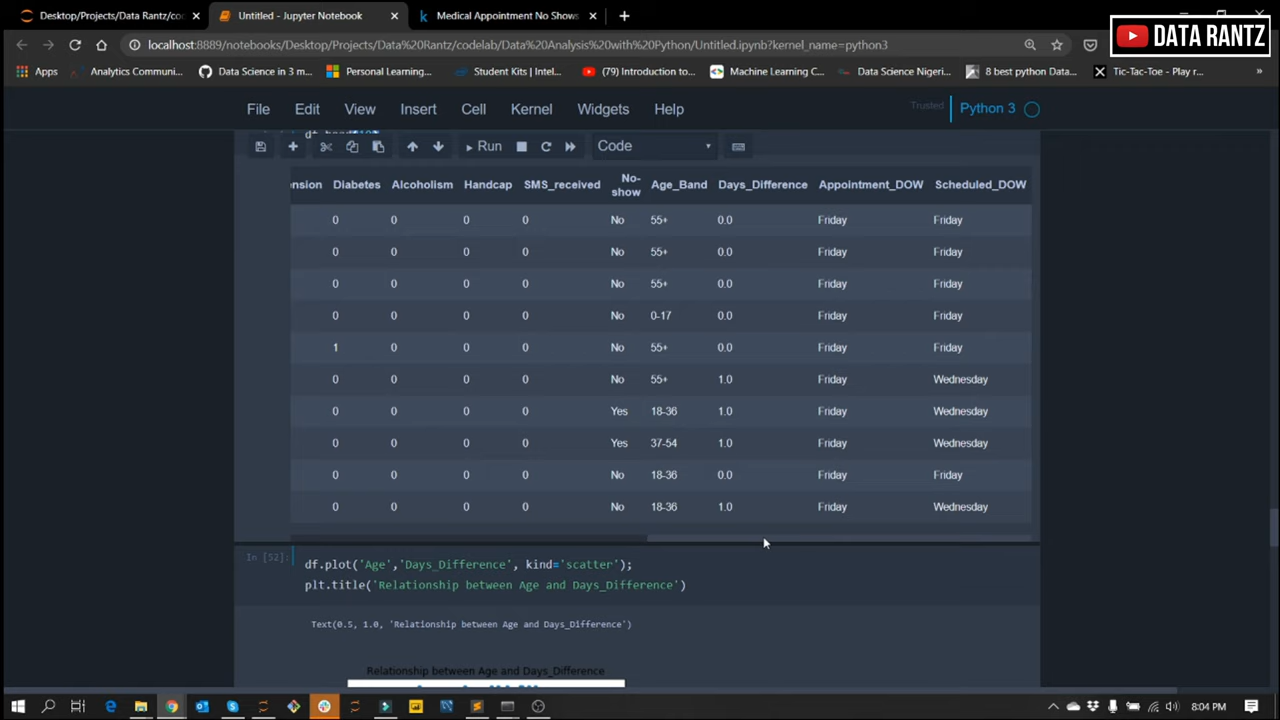 Desktop/Projects/Data Rantz/co
Untitled - Jupyter Notebook
Medical Appointment No Shows
DATA RANTZ
localhost:8889/notebooks/Desktop/Projects/Data%20Rantz/codelab/Data%20Analysis%20with%20Python/Untitled.ipynb?kernel_name=python3
Apps Analytics Communi... Data Science in 3 m... Personal Learning... Student Kits | Intel... (79) Introduction to... Machine Learning C... Data Science Nigeri... 8 best python Data... Tic-Tac-Toe - Play r... »
File Edit View Insert Cell Kernel Widgets Help Trusted Python 3
Run Code
ension Diabetes Alcoholism Handcap SMS_received No-show Age_Band Days_Difference Appointment_DOW Scheduled_DOW
0 0 0 0 No 55+ 0.0 Friday Friday
0 0 0 0 No 55+ 0.0 Friday Friday
0 0 0 0 No 55+ 0.0 Friday Friday
0 0 0 0 No 0-17 0.0 Friday Friday
1 0 0 0 No 55+ 0.0 Friday Friday
0 0 0 0 No 55+ 1.0 Friday Wednesday
0 0 0 0 Yes 18-36 1.0 Friday Wednesday
0 0 0 0 Yes 37-54 1.0 Friday Wednesday
0 0 0 0 No 18-36 0.0 Friday Friday
0 0 0 0 No 18-36 1.0 Friday Wednesday
In [52]: df.plot('Age','Days_Difference', kind='scatter');
plt.title('Relationship between Age and Days_Difference')
Text(0.5, 1.0, 'Relationship between Age and Days_Difference')
Relationship between Age and Days_Difference
8:04 PM